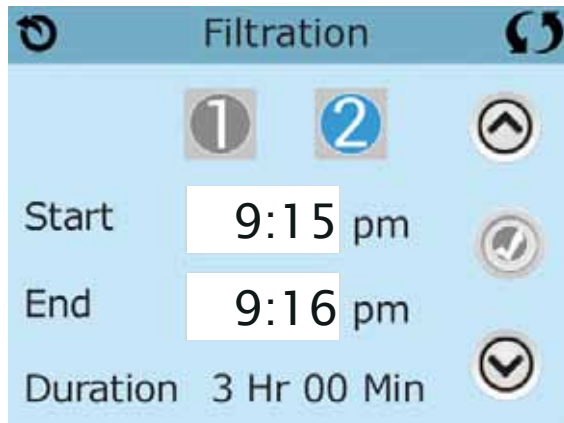 Filtration
1 2
Start 9:15 pm
End 9:16 pm
Duration 3 Hr 00 Min